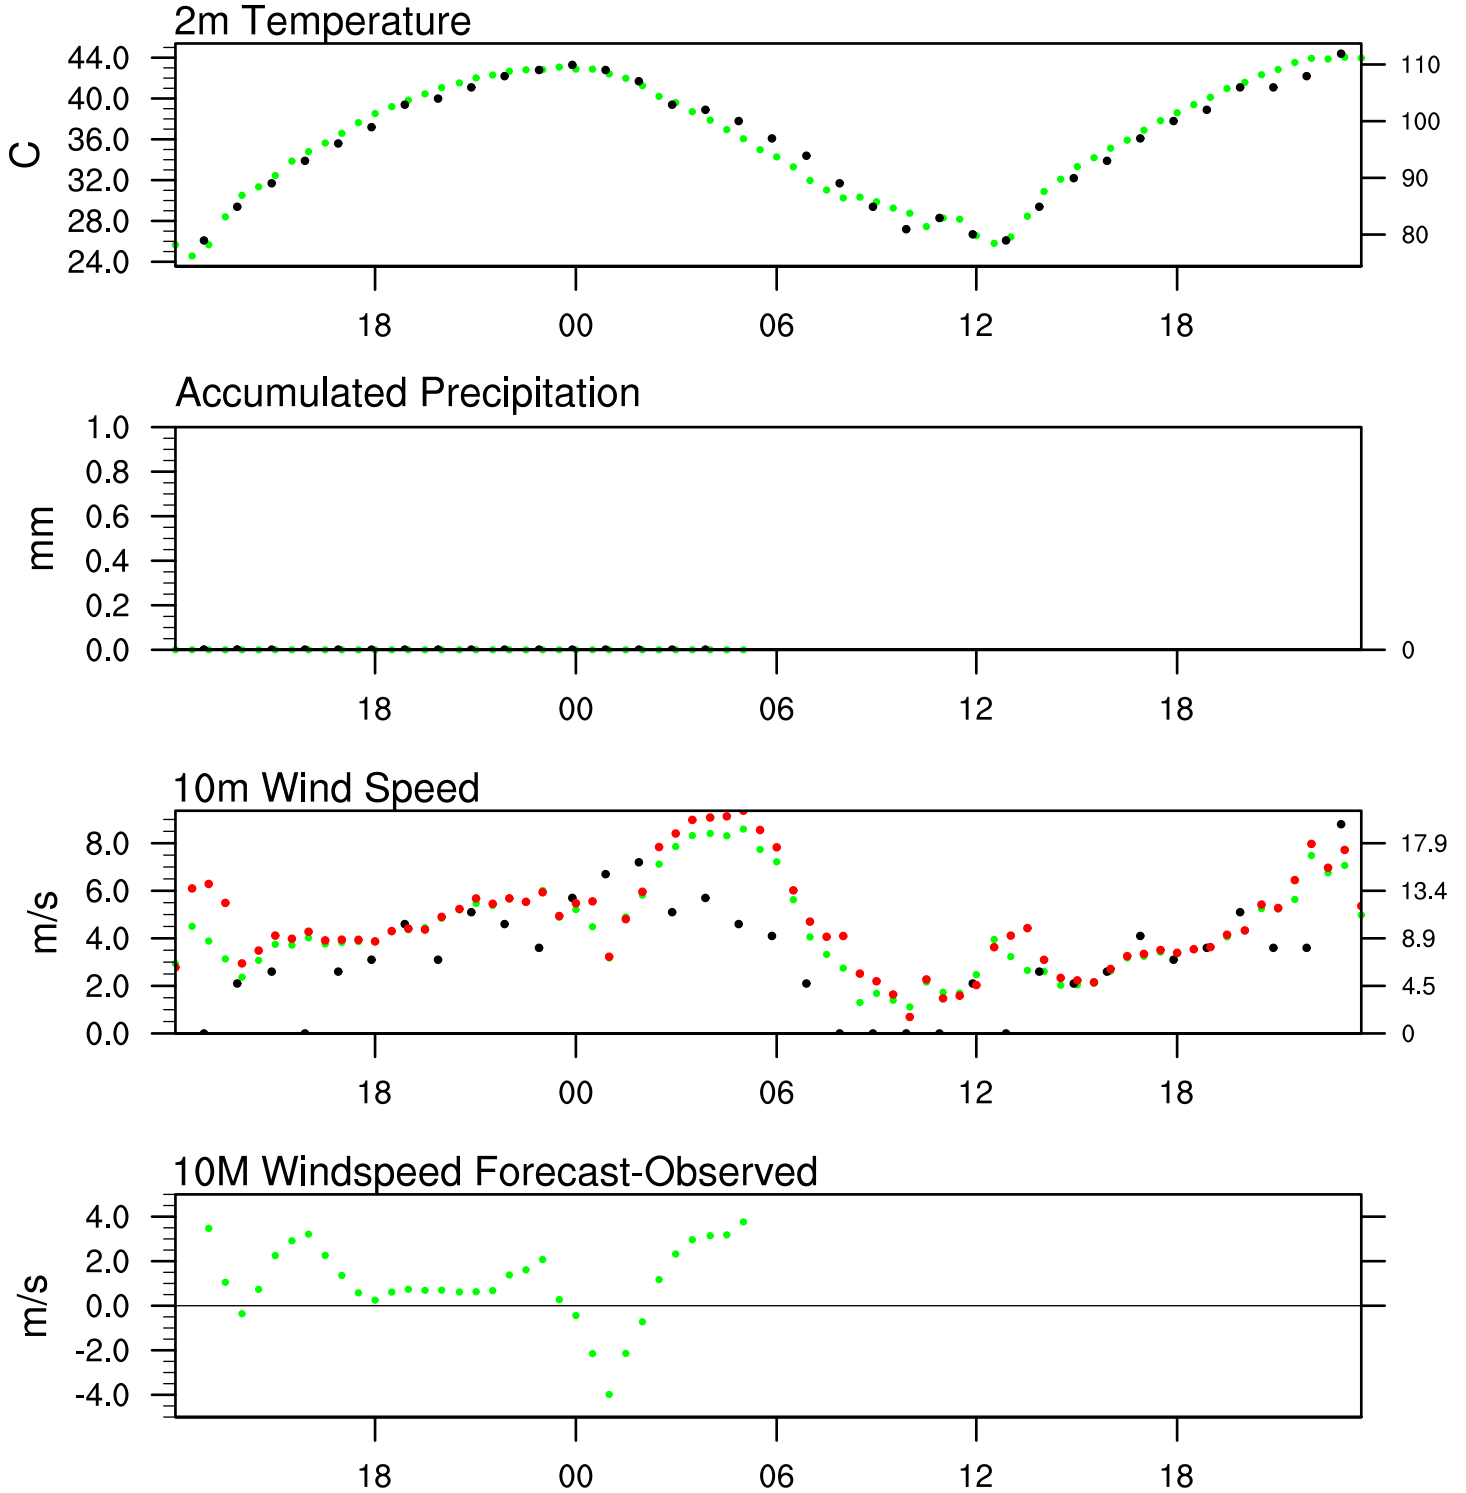 2m Temperature
C
44.0
40.0
36.0
32.0
28.0
24.0
110
100
90
80
18 00 06 12 18
Accumulated Precipitation
mm
1.0
0.8
0.6
0.4
0.2
0.0
0
18 00 06 12 18
10m Wind Speed
m/s
8.0
6.0
4.0
2.0
0.0
17.9
13.4
8.9
4.5
0
18 00 06 12 18
10M Windspeed Forecast-Observed
m/s
4.0
2.0
0.0
-2.0
-4.0
18 00 06 12 18